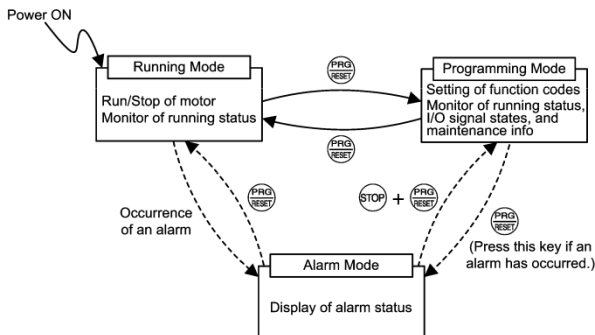 Power ON
Running Mode
Run/Stop of motor
Monitor of running status
PRG
RESET
PRG
RESET
Programming Mode
Setting of function codes
Monitor of running status,
I/O signal states, and
maintenance info
Occurrence
of an alarm
PRG
RESET
STOP + PRG
RESET
PRG
RESET
(Press this key if an
alarm has occurred.)
Alarm Mode
Display of alarm status